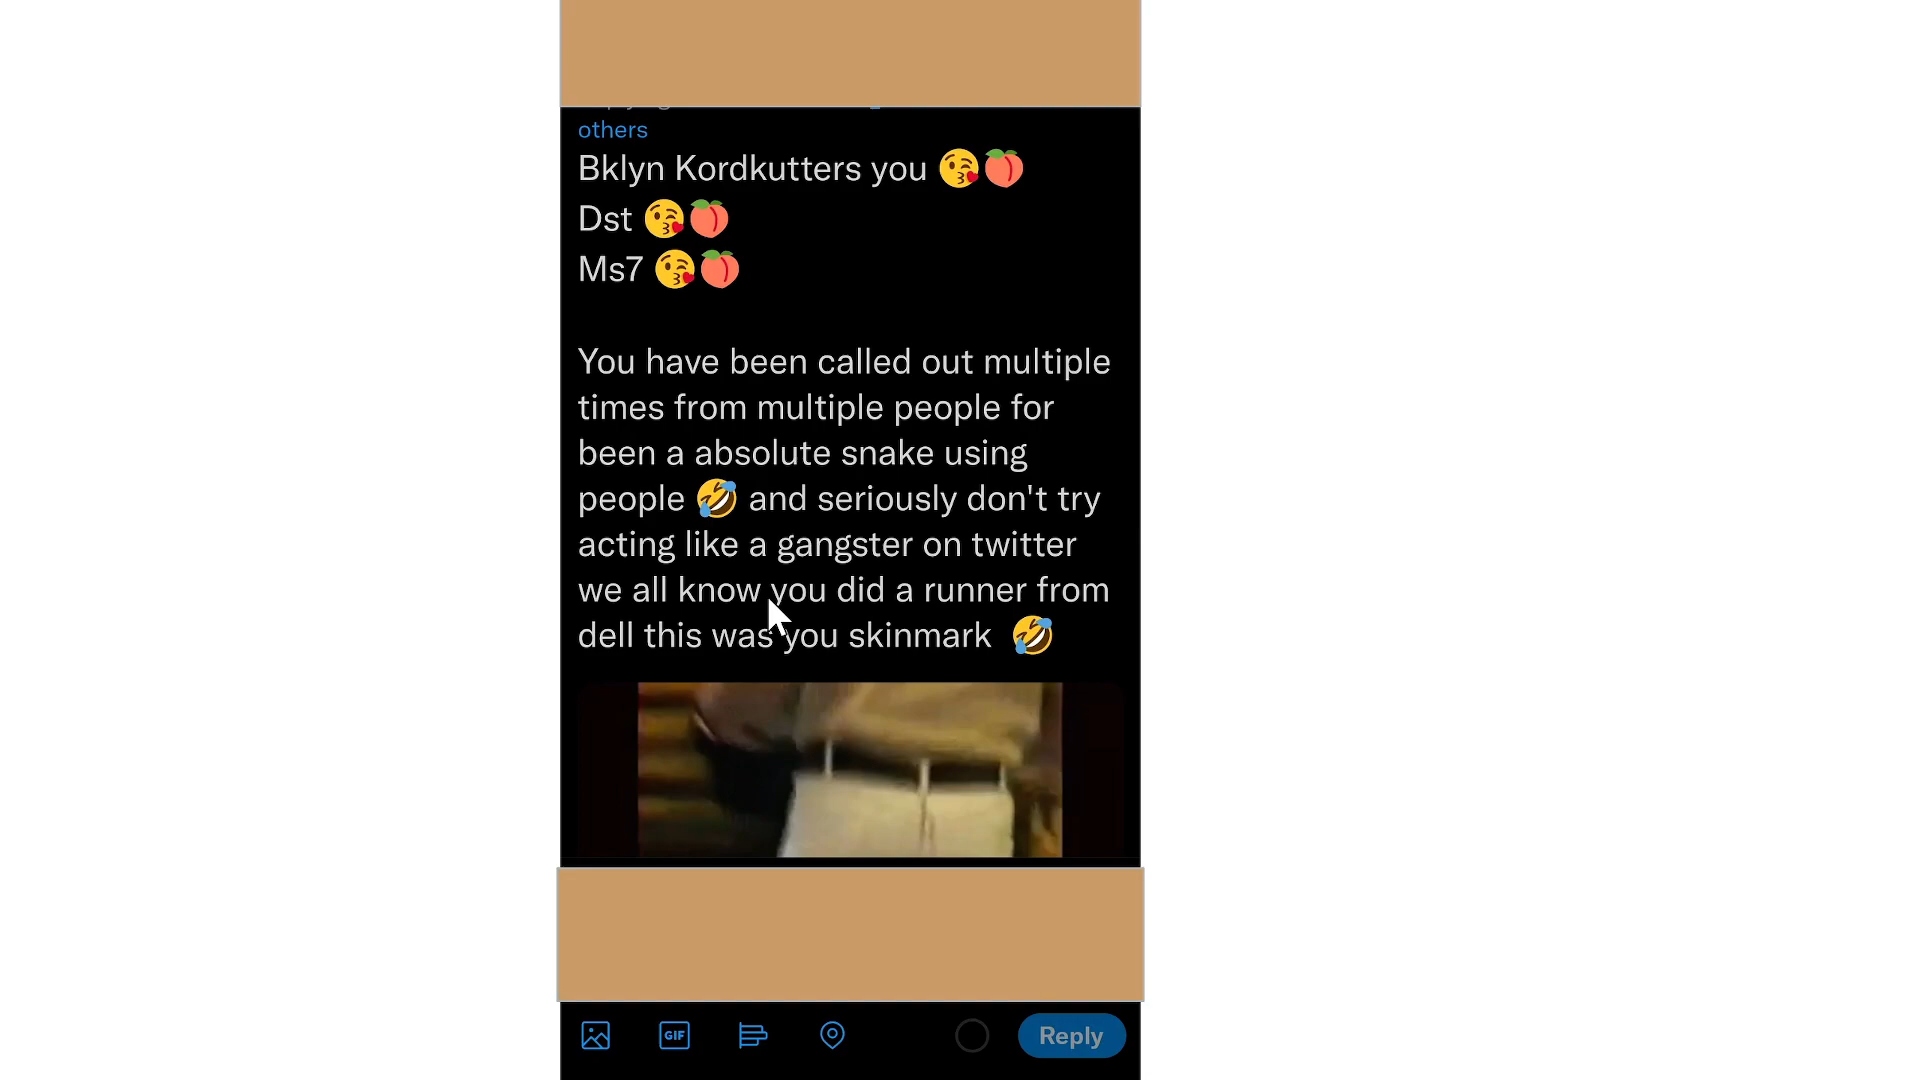 others
Bklyn Kordkutters you 😘🍑
Dst 😘🍑
Ms7 😘🍑
You have been called out multiple
times from multiple people for
been a absolute snake using
people 🤣 and seriously don't try
acting like a gangster on twitter
we all know you did a runner from
dell this was you skinmark 🤣
GIF
Reply